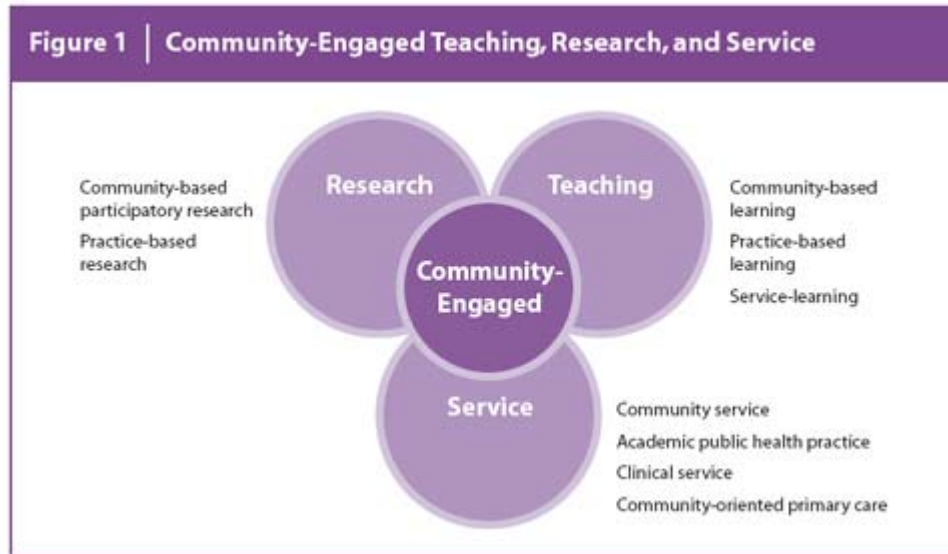 Figure 1 | Community-Engaged Teaching, Research, and Service
Research
Teaching
Community-based
participatory research
Practice-based
research
Community-
Engaged
Community-based
learning
Practice-based
learning
Service-learning
Service
Community service
Academic public health practice
Clinical service
Community-oriented primary care